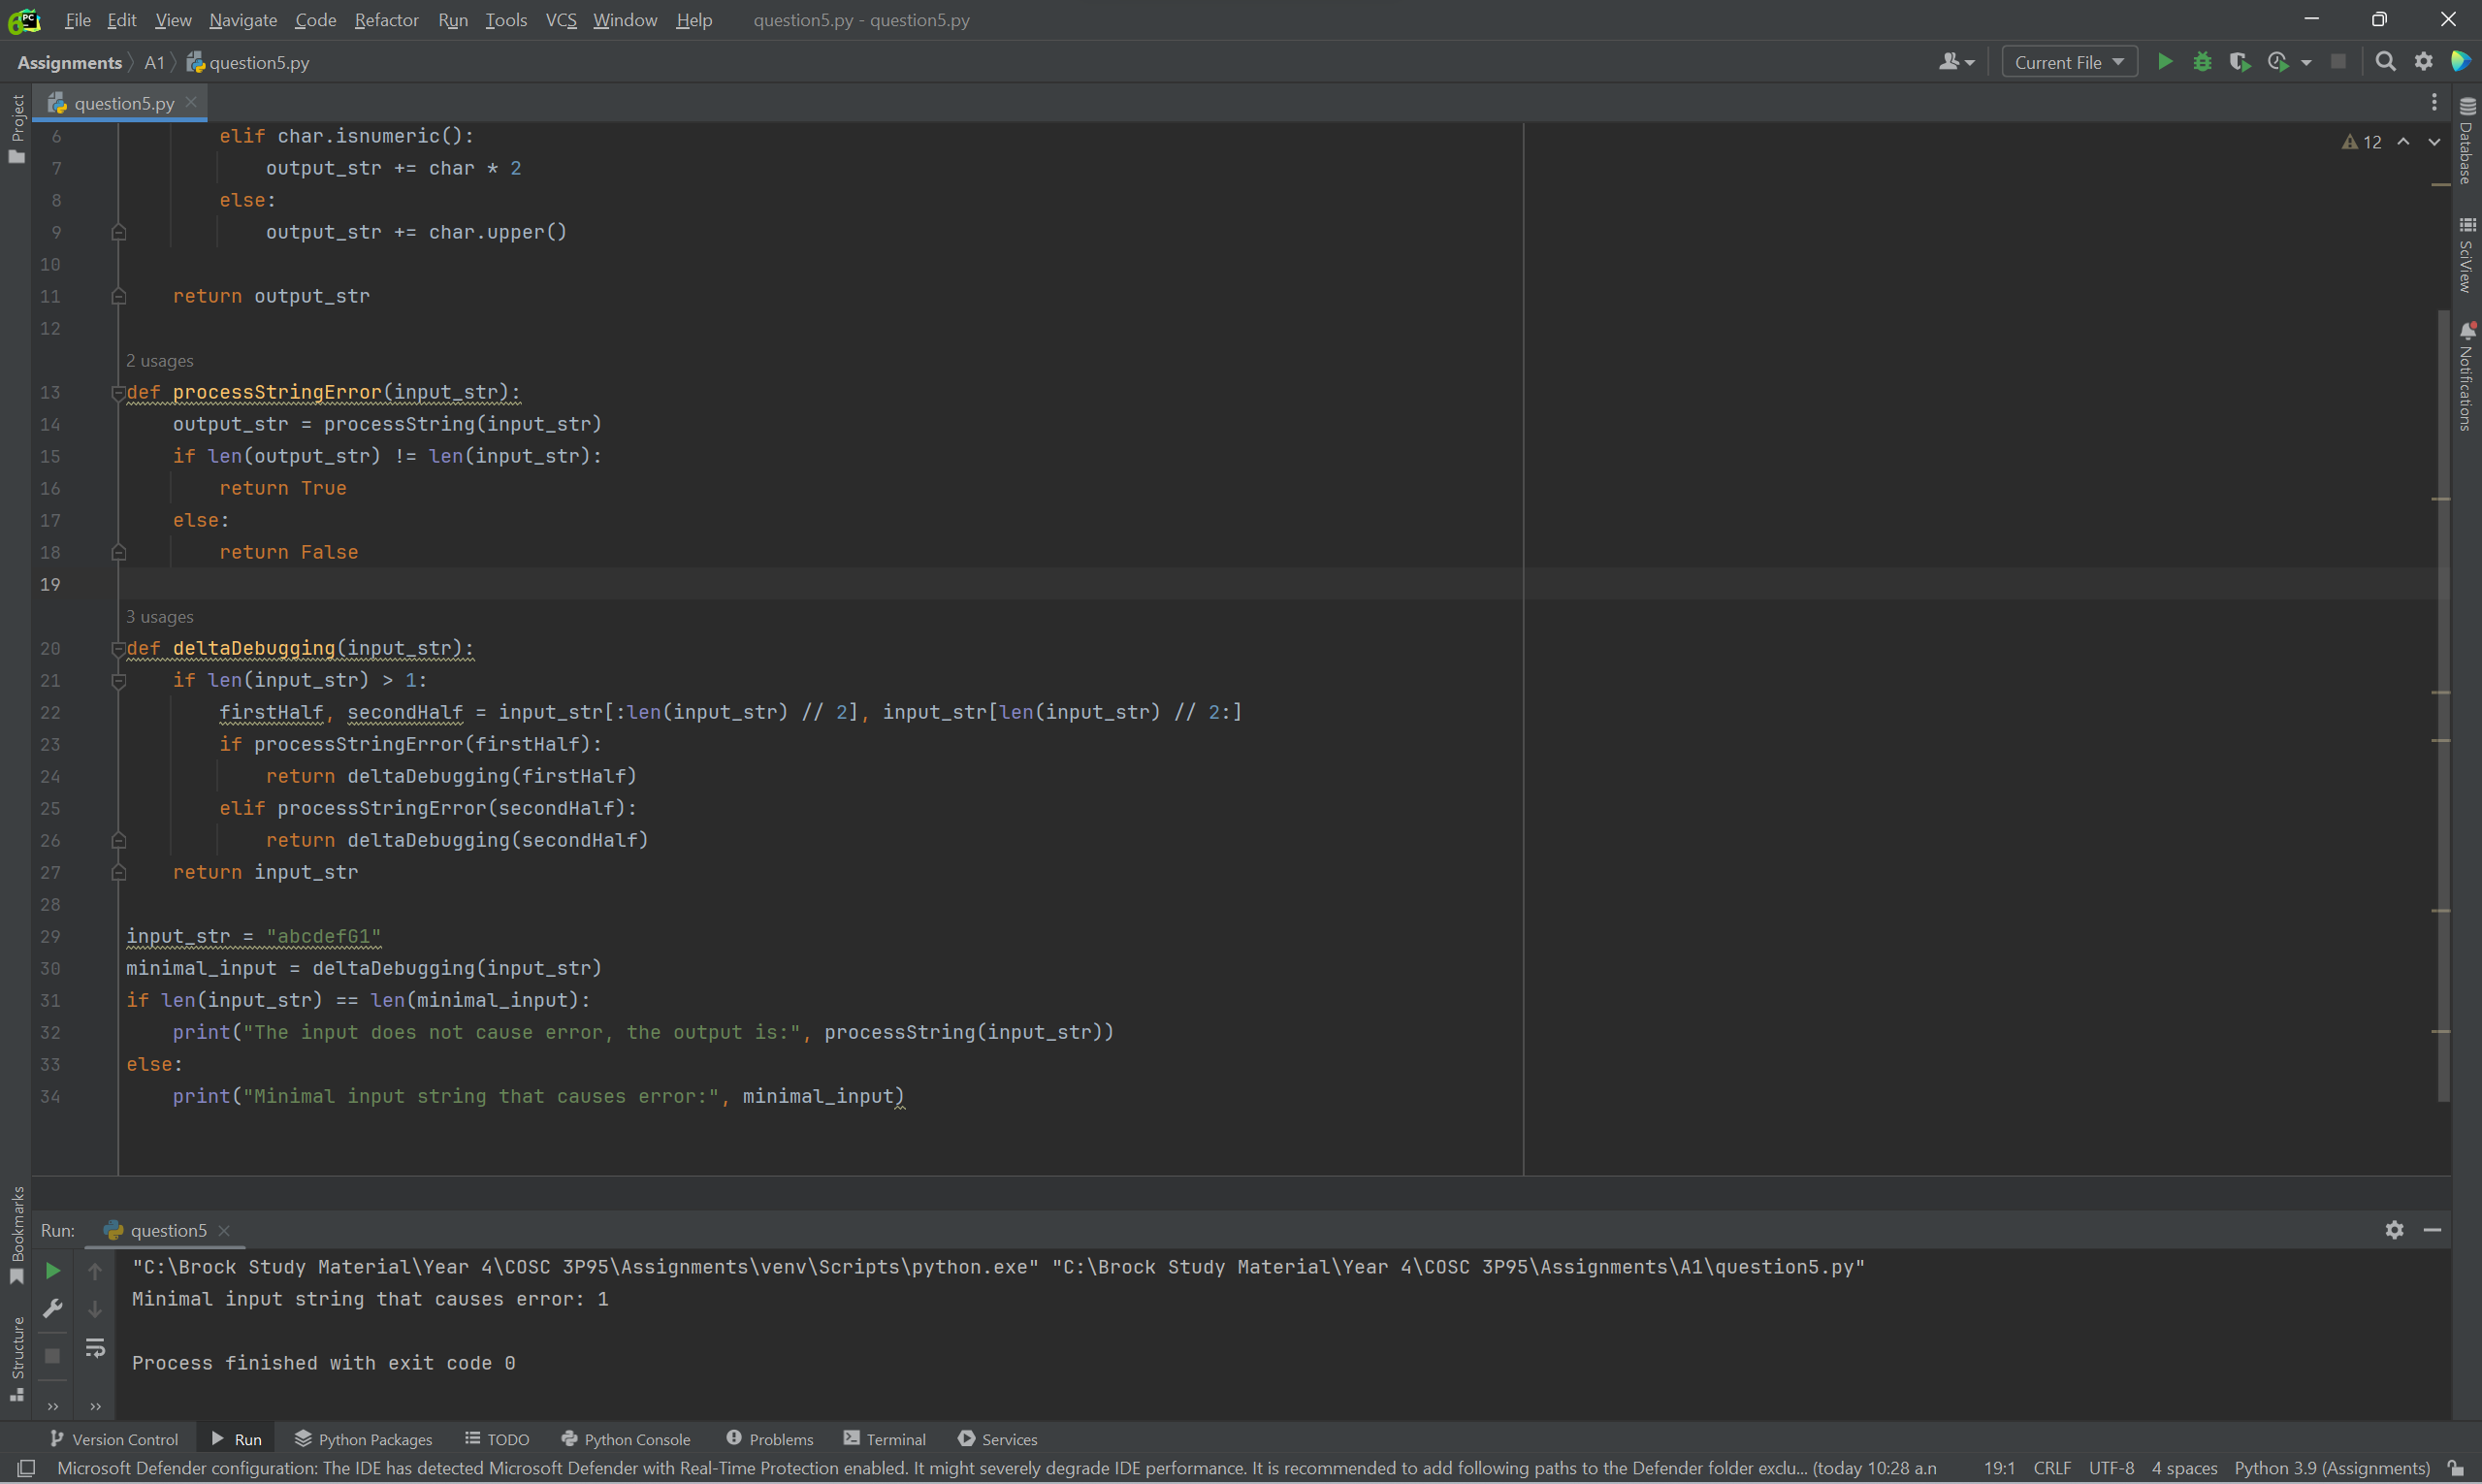 File Edit View Navigate Code Refactor Run Tools VCS Window Help question5.py - question5.py
Assignments A1 question5.py Current File
Project question5.py
Database
SciView
Notifications
12
6 elif char.isnumeric():
7 output_str += char * 2
8 else:
9 output_str += char.upper()
10
11 return output_str
12
2 usages
13 def processStringError(input_str):
14 output_str = processString(input_str)
15 if len(output_str) != len(input_str):
16 return True
17 else:
18 return False
19
3 usages
20 def deltaDebugging(input_str):
21 if len(input_str) > 1:
22 firstHalf, secondHalf = input_str[:len(input_str) // 2], input_str[len(input_str) // 2:]
23 if processStringError(firstHalf):
24 return deltaDebugging(firstHalf)
25 elif processStringError(secondHalf):
26 return deltaDebugging(secondHalf)
27 return input_str
28
29 input_str = "abcdefG1"
30 minimal_input = deltaDebugging(input_str)
31 if len(input_str) == len(minimal_input):
32 print("The input does not cause error, the output is:", processString(input_str))
33 else:
34 print("Minimal input string that causes error:", minimal_input)
Bookmarks
Structure
Run: question5
"C:\Brock Study Material\Year 4\COSC 3P95\Assignments\venv\Scripts\python.exe" "C:\Brock Study Material\Year 4\COSC 3P95\Assignments\A1\question5.py"
Minimal input string that causes error: 1
Process finished with exit code 0
Version Control Run Python Packages TODO Python Console Problems Terminal Services
Microsoft Defender configuration: The IDE has detected Microsoft Defender with Real-Time Protection enabled. It might severely degrade IDE performance. It is recommended to add following paths to the Defender folder exclu... (today 10:28 a.n 19:1 CRLF UTF-8 4 spaces Python 3.9 (Assignments)